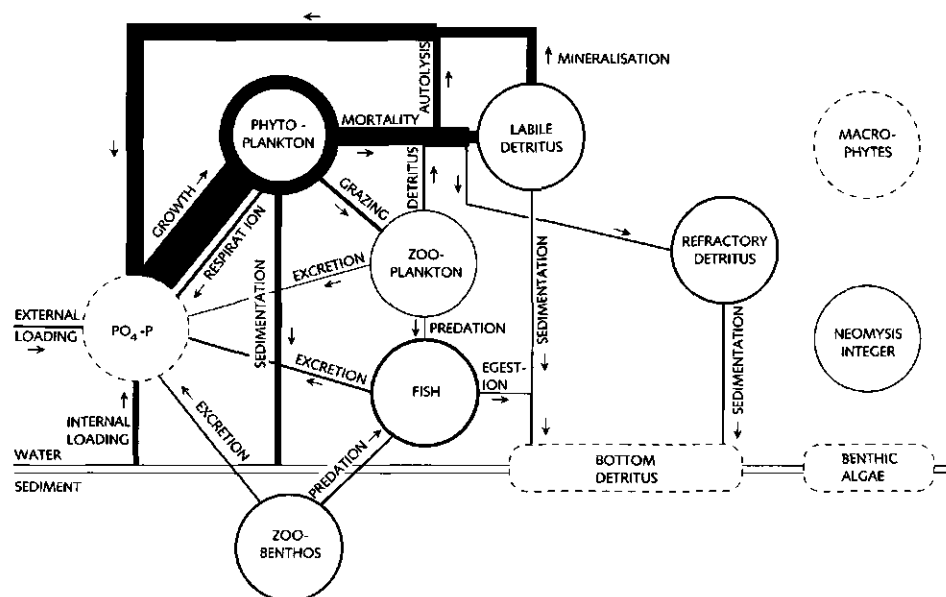 MINERALISATION
AUTOLYSIS
PHYTO -
PLANKTON
MORTALITY
LABILE
DETRITUS
MACRO-
PHYTES
GROWTH
RESPIRATION
GRAZING
DETRITUS
ZOO-
PLANKTON
REFRACTORY
DETRITUS
EXCRETION
SEDIMENTATION
SEDIMENTATION
EXTERNAL
LOADING
PO₄-P
PREDATION
NEOMYSIS
INTEGER
EXCRETION
FISH
EGEST-
ION
SEDIMENTATION
INTERNAL
LOADING
EXCRETION
PREDATION
WATER
SEDIMENT
BOTTOM
DETRITUS
BENTHIC
ALGAE
ZOO-
BENTHOS